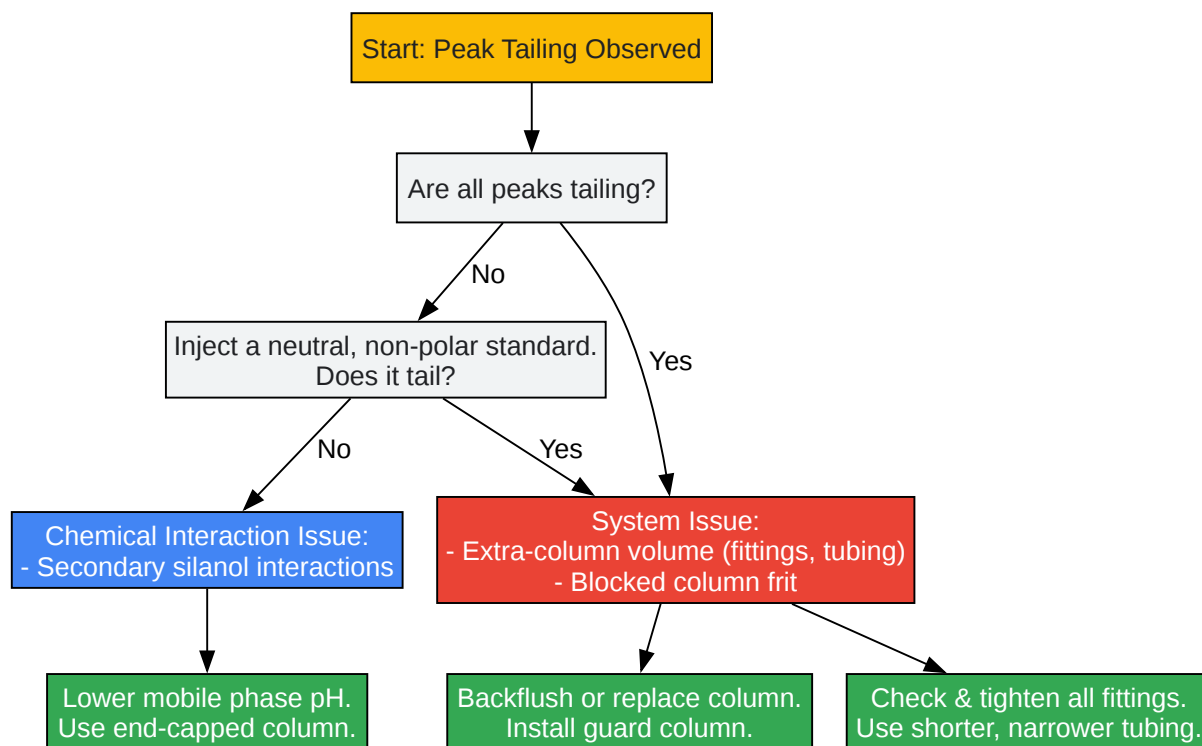 Start: Peak Tailing Observed
Are all peaks tailing?
No
Yes
Inject a neutral, non-polar standard.
Does it tail?
No
Yes
Chemical Interaction Issue:
- Secondary silanol interactions
System Issue:
- Extra-column volume (fittings, tubing)
- Blocked column frit
Lower mobile phase pH.
Use end-capped column.
Backflush or replace column.
Install guard column.
Check & tighten all fittings.
Use shorter, narrower tubing.